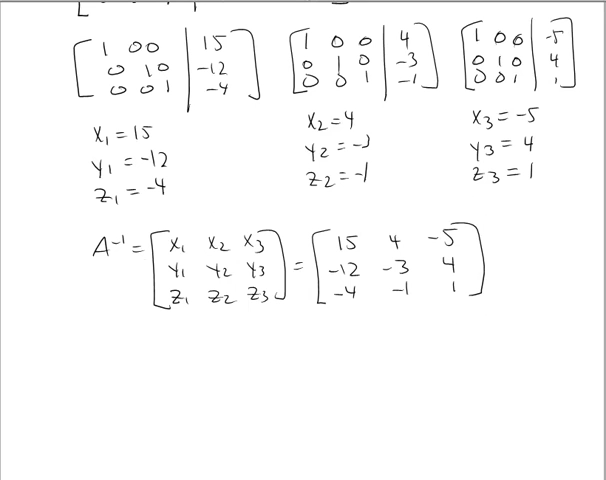 [ 1 0 0 | 15 ] [ 1 0 0 | 4 ] [ 1 0 0 | -5 ]
[ 0 1 0 | -12 ] [ 0 1 0 | -3 ] [ 0 1 0 | 4 ]
[ 0 0 1 | -4 ] [ 0 0 1 | -1 ] [ 0 0 1 | 1 ]
x₁ = 15 x₂ = 4 x₃ = -5
y₁ = -12 y₂ = -3 y₃ = 4
z₁ = -4 z₂ = -1 z₃ = 1
[ x₁ x₂ x₃ ] [ 15 4 -5 ]
A⁻¹ = [ y₁ y₂ y₃ ] = [ -12 -3 4 ]
[ z₁ z₂ z₃ ] [ -4 -1 1 ]